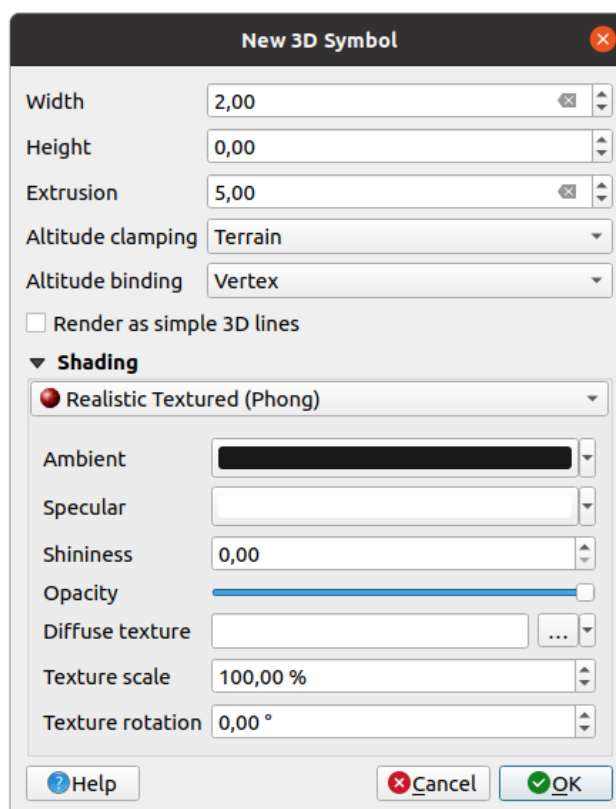 New 3D Symbol
Width 2,00
Height 0,00
Extrusion 5,00
Altitude clamping Terrain
Altitude binding Vertex
Render as simple 3D lines
Shading
Realistic Textured (Phong)
Ambient
Specular
Shininess 0,00
Opacity
Diffuse texture ...
Texture scale 100,00 %
Texture rotation 0,00 °
Help Cancel OK